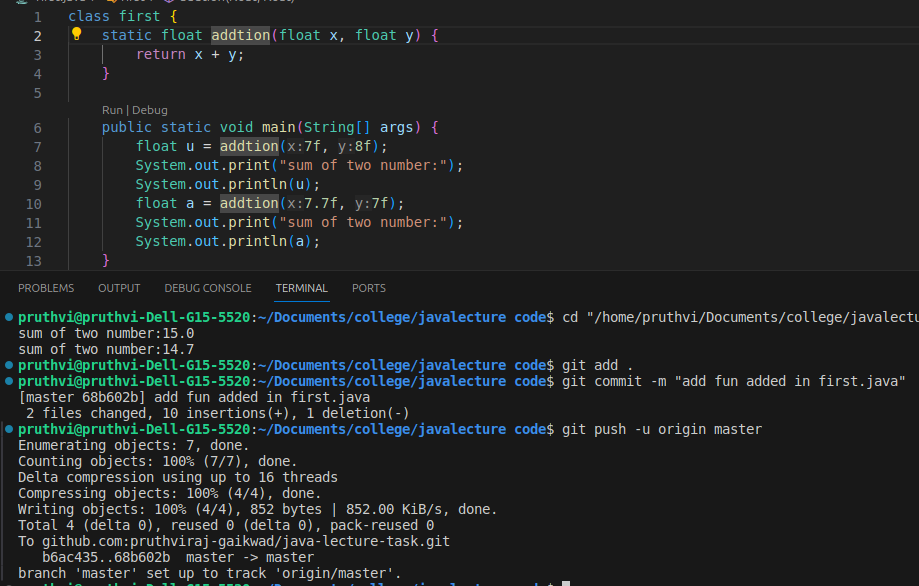 1 class first {
2 static float addtion(float x, float y) {
3 return x + y;
4 }
5
Run | Debug
6 public static void main(String[] args) {
7 float u = addtion(x:7f, y:8f);
8 System.out.print("sum of two number:");
9 System.out.println(u);
10 float a = addtion(x:7.7f, y:7f);
11 System.out.print("sum of two number:");
12 System.out.println(a);
13 }
PROBLEMS OUTPUT DEBUG CONSOLE TERMINAL PORTS
pruthvi@pruthvi-Dell-G15-5520:~/Documents/college/javalecture code$ cd "/home/pruthvi/Documents/college/javalectu
sum of two number:15.0
sum of two number:14.7
pruthvi@pruthvi-Dell-G15-5520:~/Documents/college/javalecture code$ git add .
pruthvi@pruthvi-Dell-G15-5520:~/Documents/college/javalecture code$ git commit -m "add fun added in first.java"
[master 68b602b] add fun added in first.java
2 files changed, 10 insertions(+), 1 deletion(-)
pruthvi@pruthvi-Dell-G15-5520:~/Documents/college/javalecture code$ git push -u origin master
Enumerating objects: 7, done.
Counting objects: 100% (7/7), done.
Delta compression using up to 16 threads
Compressing objects: 100% (4/4), done.
Writing objects: 100% (4/4), 852 bytes | 852.00 KiB/s, done.
Total 4 (delta 0), reused 0 (delta 0), pack-reused 0
To github.com:pruthviraj-gaikwad/java-lecture-task.git
b6ac435..68b602b master -> master
branch 'master' set up to track 'origin/master'.